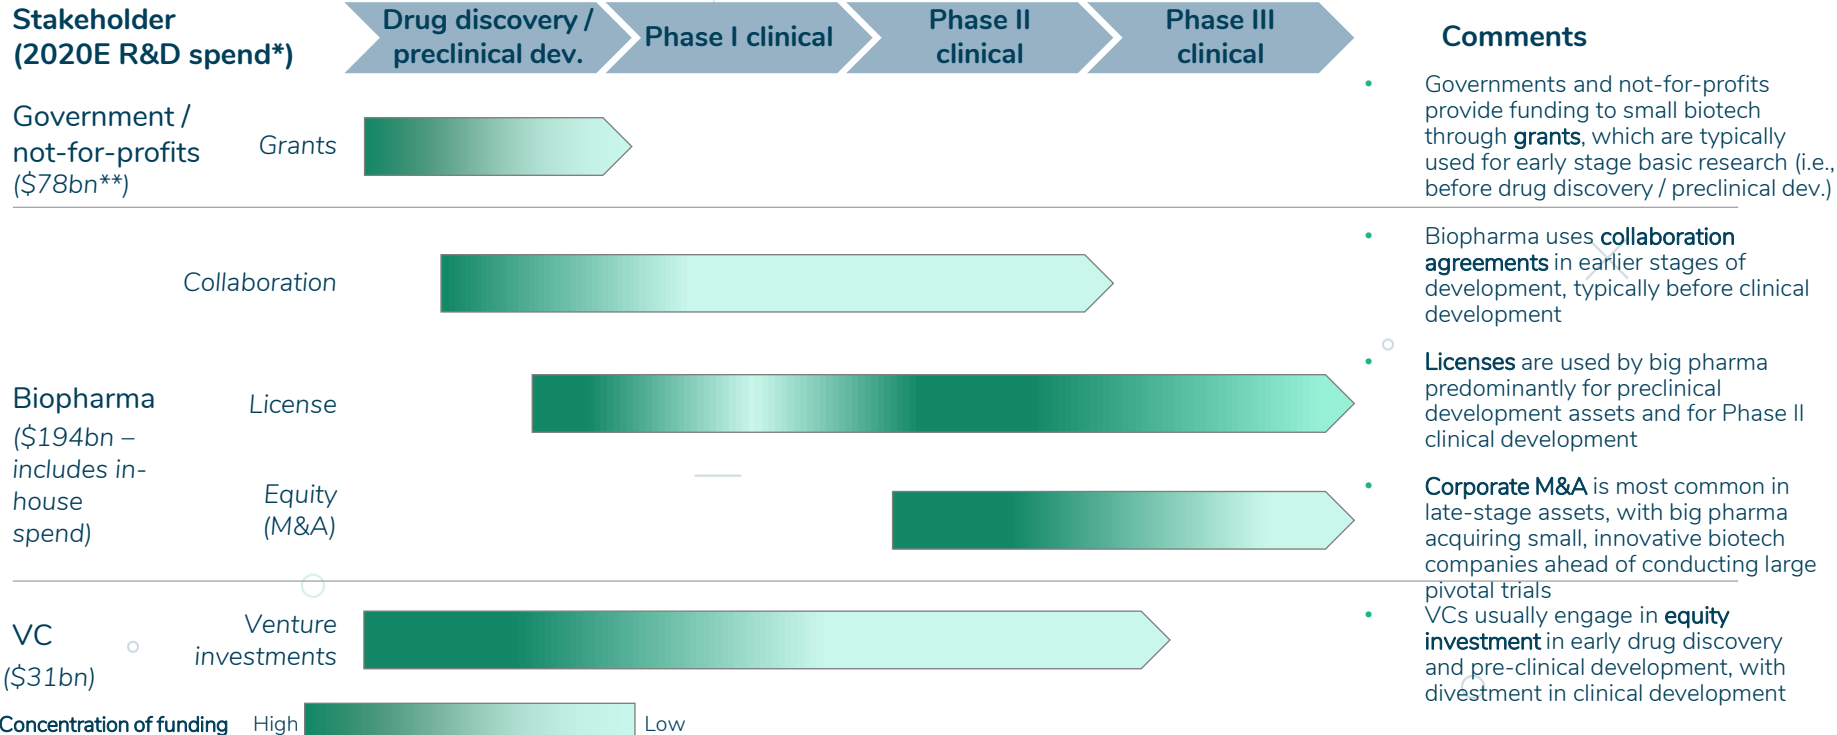 Stakeholder
(2020E R&D spend*)
Drug discovery /
preclinical dev.
Phase I clinical
Phase II
clinical
Phase III
clinical
Comments
Government /
not-for-profits
($78bn**)
Grants
• Governments and not-for-profits
provide funding to small biotech
through grants, which are typically
used for early stage basic research (i.e.,
before drug discovery / preclinical dev.)
Biopharma
($194bn –
includes in-
house
spend)
Collaboration
• Biopharma uses collaboration
agreements in earlier stages of
development, typically before clinical
development
License
• Licenses are used by big pharma
predominantly for preclinical
development assets and for Phase II
clinical development
Equity
(M&A)
• Corporate M&A is most common in
late-stage assets, with big pharma
acquiring small, innovative biotech
companies ahead of conducting large
pivotal trials
VC
($31bn)
Venture
investments
• VCs usually engage in equity
investment in early drug discovery
and pre-clinical development, with
divestment in clinical development
Concentration of funding
High
Low